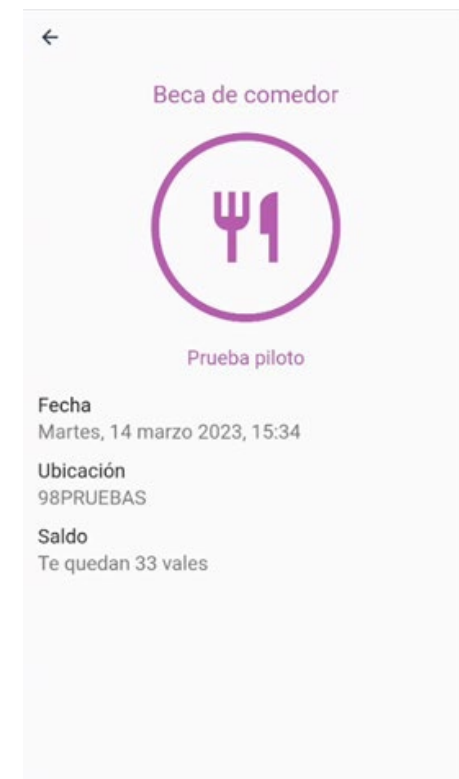 Beca de comedor
Prueba piloto
Fecha
Martes, 14 marzo 2023, 15:34
Ubicación
98PRUEBAS
Saldo
Te quedan 33 vales